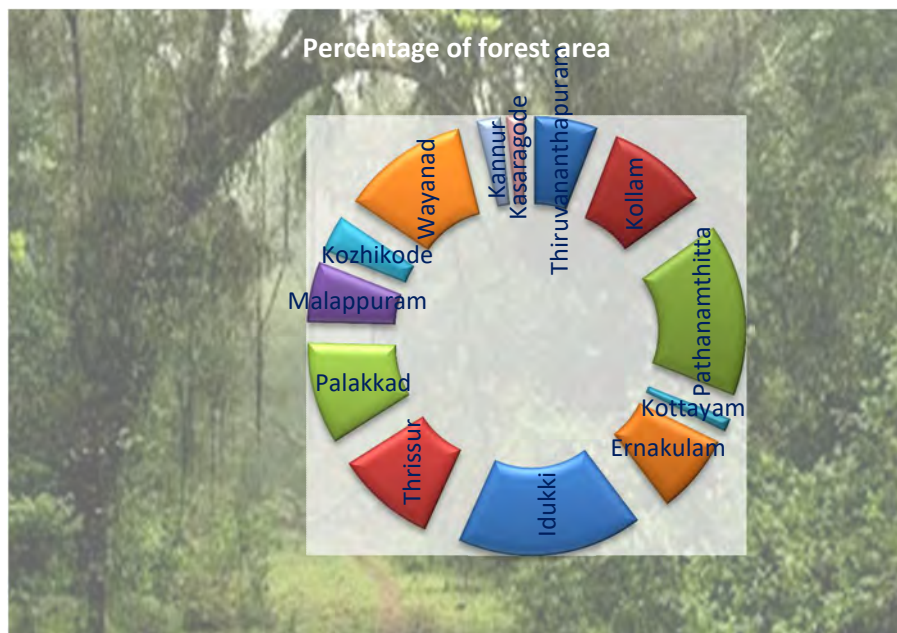 Percentage of forest area
Thiruvananthapuram
Kollam
Pathanamthitta
Kottayam
Ernakulam
Idukki
Thrissur
Palakkad
Malappuram
Kozhikode
Wayanad
Kannur
Kasaragode